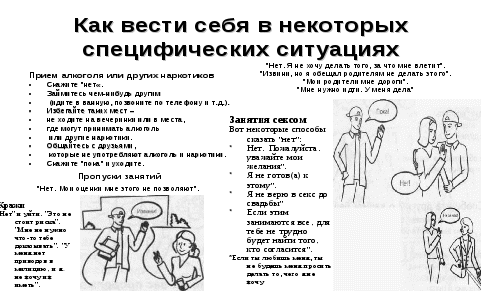 Как вести себя в некоторых
специфических ситуациях
Прием алкоголя или других наркотиков
• Скажите "нет«.
• Займитесь чем-нибудь другим
• (идите в ванную, позвоните по телефону и т.д.).
• Избегайте таких мест –
• не ходите на вечеринки или в места,
• где могут принимать алкоголь
• или другие наркотики.
• Общайтесь с друзьями,
• которые не употребляют алкоголь и наркотики.
• Скажите "пока" и уходите.
Пропуски занятий
"Нет. Мои оценки мне этого не позволяют".
Кражи
Нет" и уйти. "Это не
стоит риска".
"Мне не нужно
что-то тебе
доказывать". "У
меня нет
приводов в
милицию, и я
не хочу их
иметь".
"Нет. Я не хочу делать того, за что мне влетит".
"Извини, но я обещал родителям не делать этого".
"Мои родители мне дороги".
"Мне нужно идти. У меня дела"
Занятия сексом
Вот некоторые способы
сказать "нет":
• "Нет. Пожалуйста,
уважайте мои
желания".
• Я не готов(а) к
этому".
• Я не верю в секс до
свадьбы"
• Если этим
занимаются все, для
тебе не трудно
будет найти того,
кто согласится".
"Если ты любишь меня, ты
не будешь меня просить
делать то, чего я не
хочу
Пока!
Нет!